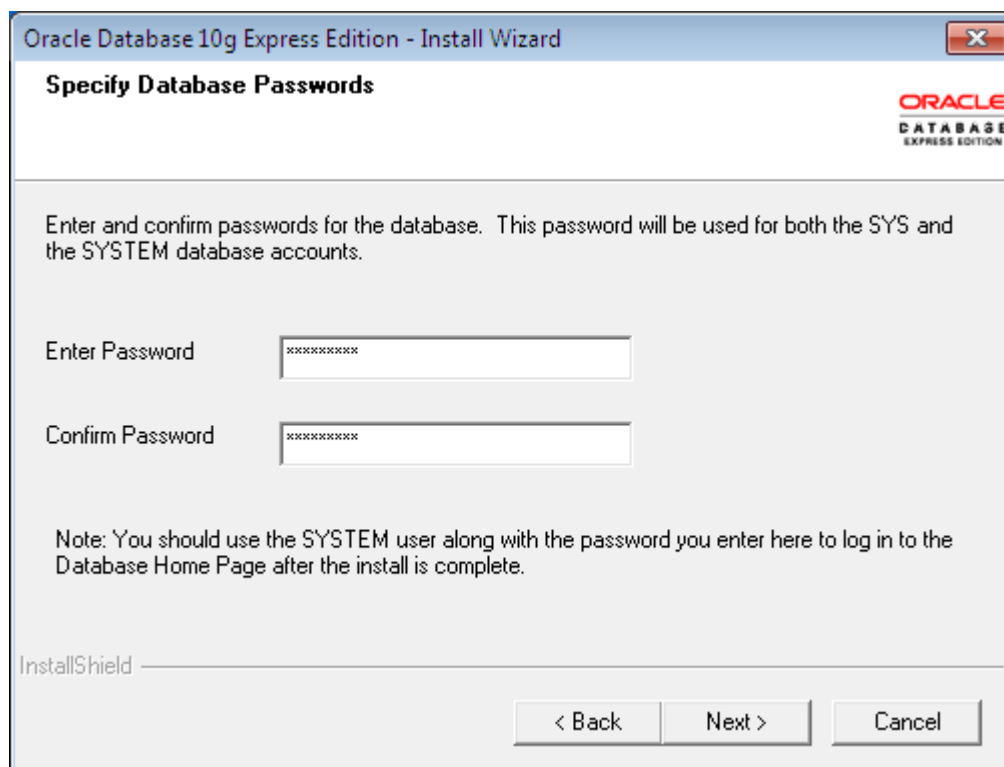 Oracle Database 10g Express Edition - Install Wizard
Specify Database Passwords
ORACLE
DATABASE
EXPRESS EDITION
Enter and confirm passwords for the database.  This password will be used for both the SYS and
the SYSTEM database accounts.
Enter Password
*********
Confirm Password
*********
Note: You should use the SYSTEM user along with the password you enter here to log in to the
Database Home Page after the install is complete.
InstallShield
< Back
Next >
Cancel